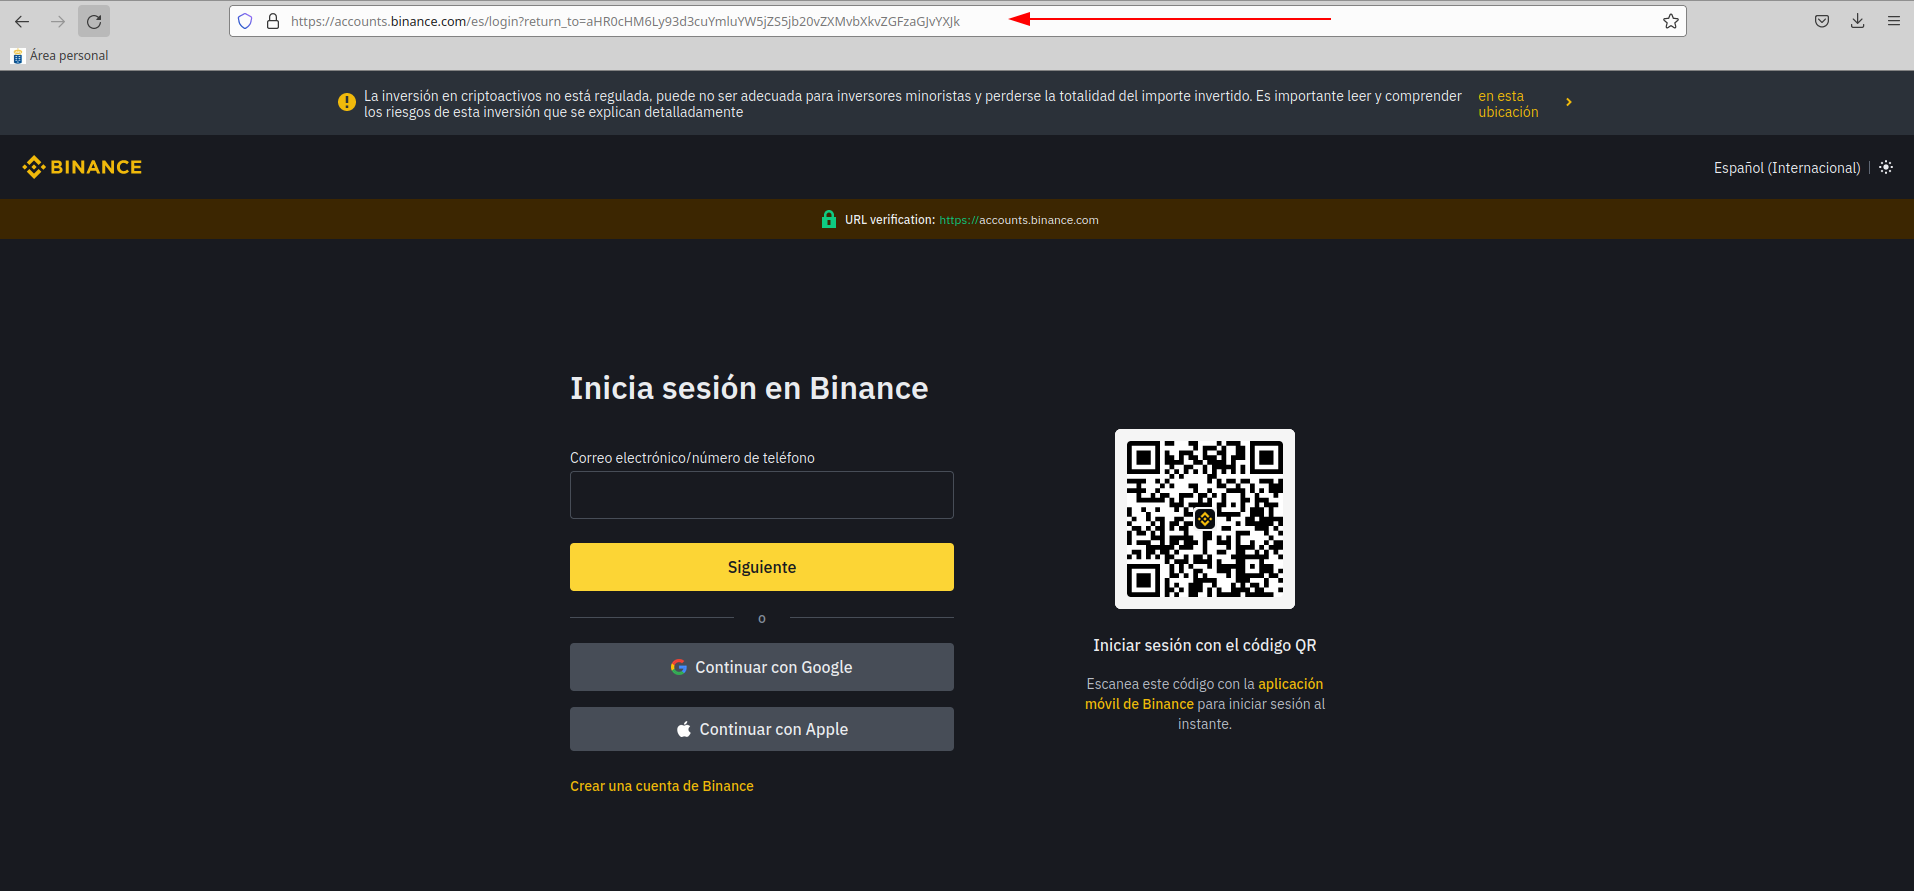 https://accounts.binance.com/es/login?return_to=aHR0cHM6Ly93d3cuYmluYW5jZS5jb20vZXMvbXkvZGFzaGJvYXJk
Área personal
La inversión en criptoactivos no está regulada, puede no ser adecuada para inversores minoristas y perderse la totalidad del importe invertido. Es importante leer y comprender
los riesgos de esta inversión que se explican detalladamente
en esta
ubicación
BINANCE
Español (Internacional)
URL verification: https://accounts.binance.com
Inicia sesión en Binance
Correo electrónico/número de teléfono
Siguiente
o
Continuar con Google
Continuar con Apple
Crear una cuenta de Binance
Iniciar sesión con el código QR
Escanea este código con la aplicación
móvil de Binance para iniciar sesión al
instante.